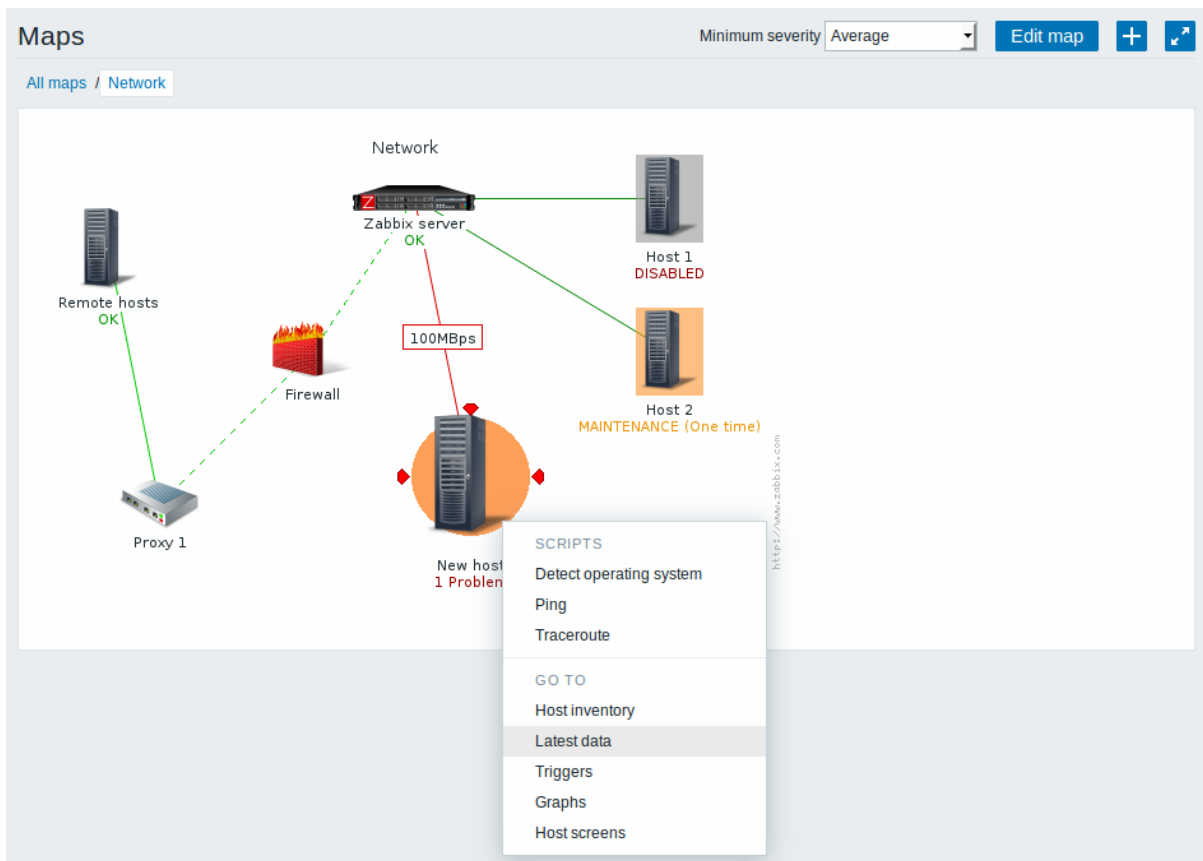 Maps
Minimum severity Average
Edit map
All maps / Network
Network
Z
Zabbix server
OK
Host 1
DISABLED
Remote hosts
OK
100MBps
Firewall
Host 2
MAINTENANCE (One time)
http://www.zabbix.com
Proxy 1
New host
1 Problem
SCRIPTS
Detect operating system
Ping
Traceroute
GO TO
Host inventory
Latest data
Triggers
Graphs
Host screens